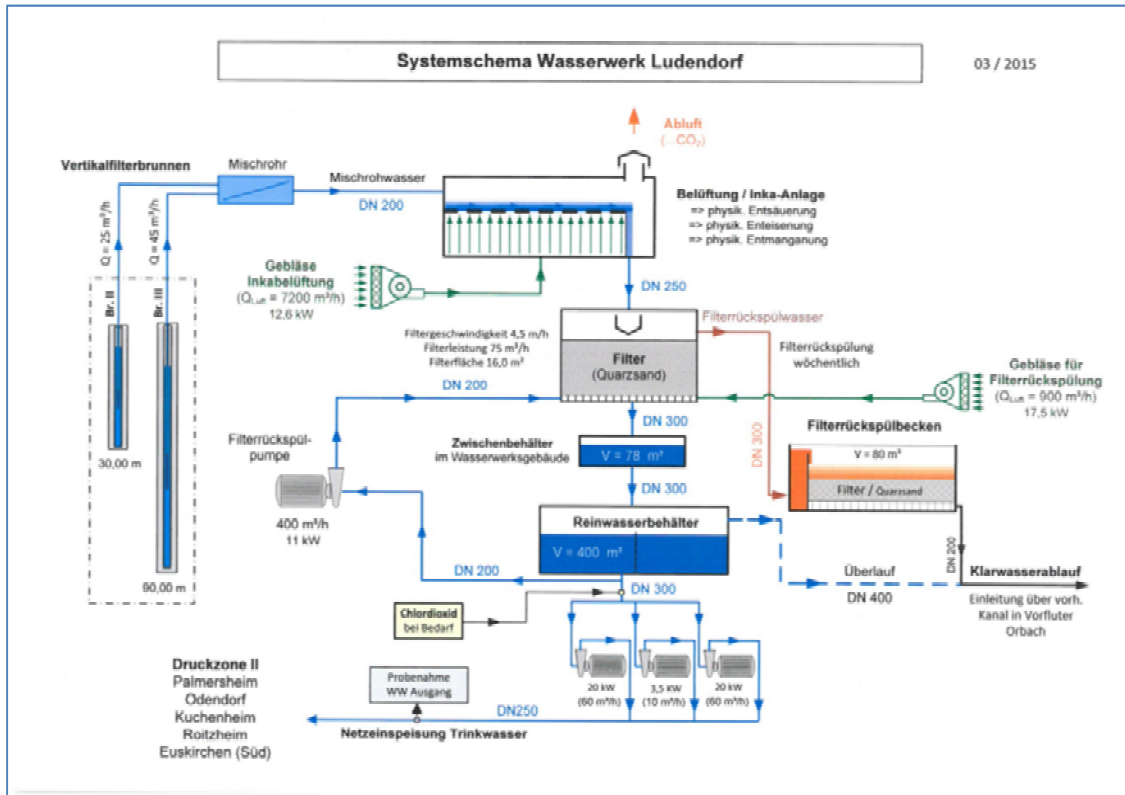 Systemschema Wasserwerk Ludendorf
03 / 2015
Abluft
(...CO₂)
Vertikalfilterbrunnen
Mischrohr
Mischrohwasser
DN 200
Belüftung / Inka-Anlage
=> physik. Entsäuerung
=> physik. Enteisenung
=> physik. Entmanganung
Q = 25 m³/h
Q = 45 m³/h
Gebläse
Inkabelüftung
(Q_Luft = 7200 m³/h)
12,6 kW
DN 250
Br. II
Br. III
Filterrückspülwasser
Filtergeschwindigkeit 4,5 m/h
Filterleistung 75 m³/h
Filterfläche 16,0 m²
Filter
(Quarzsand)
Filterrückspülung
wöchentlich
Gebläse für
Filterrückspülung
(Q_Luft = 900 m³/h)
17,5 kW
DN 200
DN 300
Filterrückspülbecken
Filterrückspül-
pumpe
Zwischenbehälter
im Wasserwerksgebäude
V = 78 m³
DN 300
V = 80 m³
Filter / Quarzsand
30,00 m
DN 300
Reinwasserbehälter
V = 400 m³
400 m³/h
11 kW
DN 200
DN 200
DN 300
Überlauf
DN 400
Klarwasserablauf
Einleitung über vorh.
Kanal in Vorfluter
Orbach
90,00 m
Chlordioxid
bei Bedarf
20 kW
(60 m³/h)
3,5 KW
(10 m³/h)
20 kW
(60 m³/h)
Druckzone II
Palmersheim
Odendorf
Kuchenheim
Roitzheim
Euskirchen (Süd)
Probenahme
WW Ausgang
DN250
Netzeinspeisung Trinkwasser